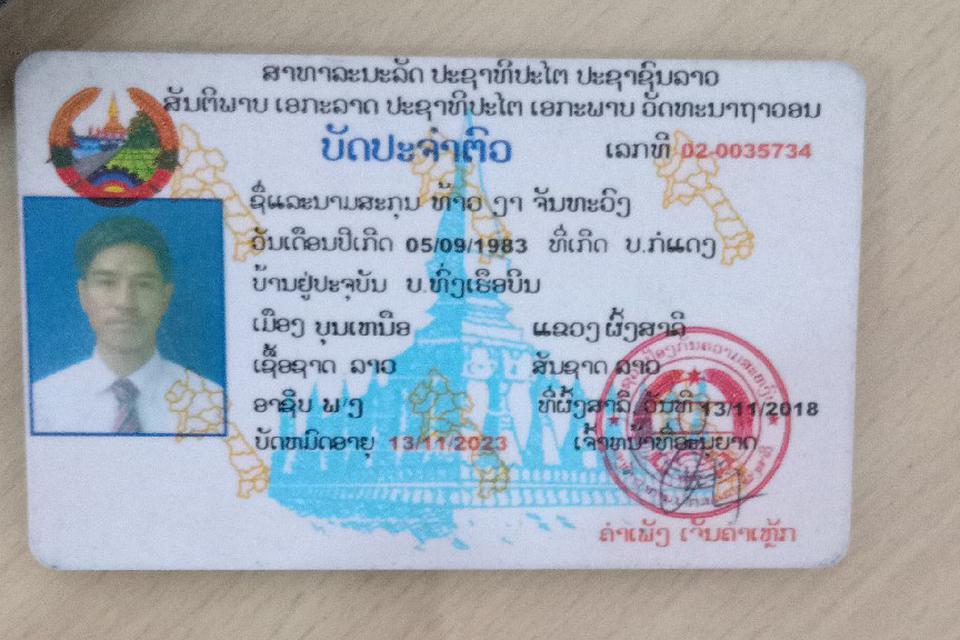 ສາທາລະນະລັດ ປະຊາທິປະໄຕ ປະຊາຊົນລາວ
ສັນຕິພາບ ເອກະລາດ ປະຊາທິປະໄຕ ເອກະພາບ ວັດທະນາຖາວອນ
ບັດປະຈຳຕົວ ເລກທີ 02-0035734
ຊື່ແລະນາມສະກຸນ ທ້າວ ງາ ຈັນທະວົງ
ວັນເດືອນປີເກີດ 05/09/1983 ທີ່ເກີດ ບ.ກໍແດງ
ບ້ານຢູ່ປະຈຸບັນ ບ.ທົ່ງເຮືອບິນ
ເມືອງ ບຸນເຫນືອ ແຂວງ ຜົ້ງສາລີ
ເຊື້ອຊາດ ລາວ ສັນຊາດ ລາວ
ອາຊີບ ພ/ງ ທີ່ຜົ້ງສາລີ ວັນທີ 13/11/2018
ບັດຫມົດອາຍຸ 13/11/2023 ເຈົ້າຫນ້າທີ່ອະນຸຍາດ
ຄຳເພັງ ເຈັນຄຳເຫຼັກ